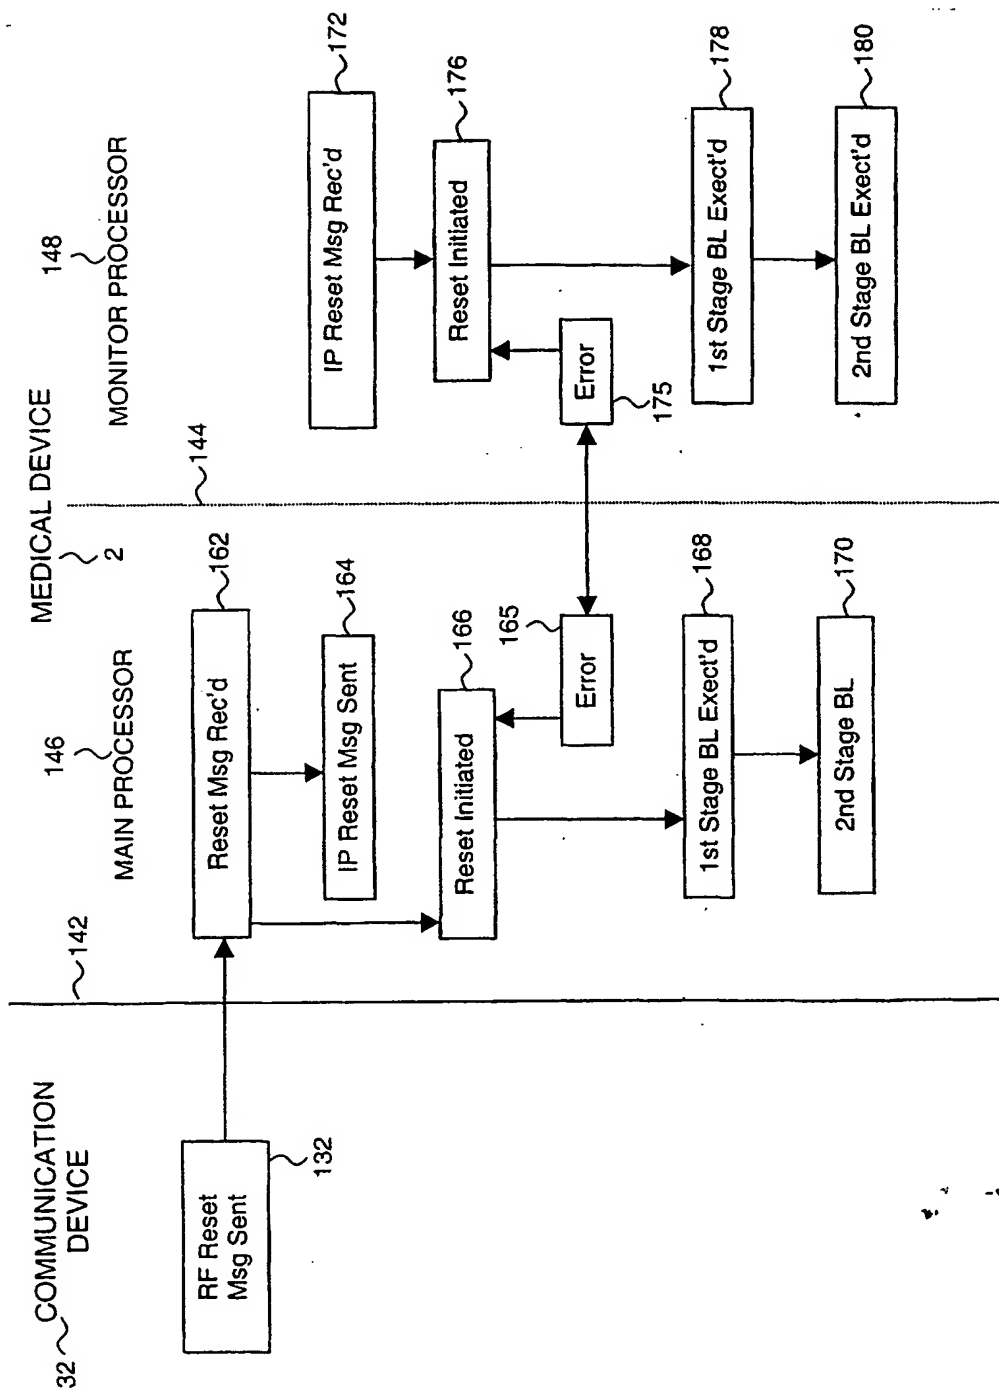 MEDICAL DEVICE
2
32
COMMUNICATION
DEVICE
142
146
MAIN PROCESSOR
144
148
MONITOR PROCESSOR
RF Reset
Msg Sent
132
Reset Msg Rec'd
162
IP Reset Msg Sent
164
Reset Initiated
166
Error
165
1st Stage BL Exect'd
168
2nd Stage BL
170
IP Reset Msg Rec'd
172
Reset Initiated
176
Error
175
1st Stage BL Exect'd
178
2nd Stage BL Exect'd
180